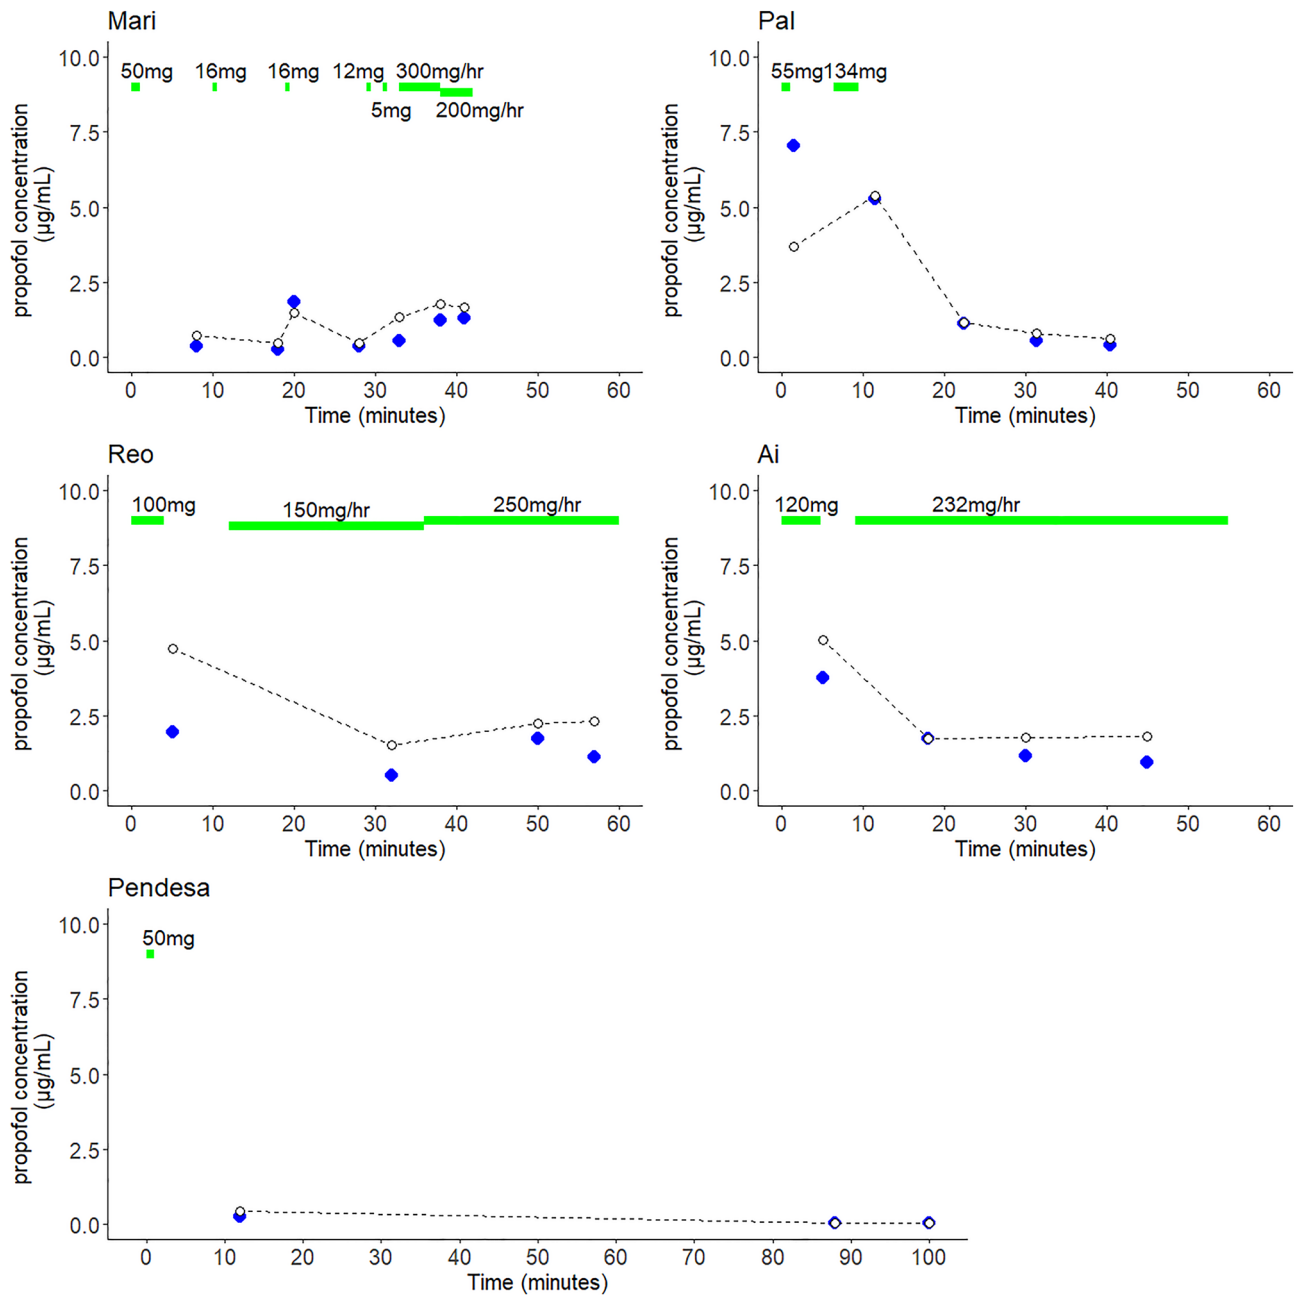 Mari
10.0
7.5
5.0
2.5
0.0
propofol concentration
(µg/mL)
50mg 16mg 16mg 12mg 300mg/hr
5mg 200mg/hr
0 10 20 30 40 50 60
Time (minutes)
Pal
10.0
7.5
5.0
2.5
0.0
propofol concentration
(µg/mL)
55mg 134mg
0 10 20 30 40 50 60
Time (minutes)
Reo
10.0
7.5
5.0
2.5
0.0
propofol concentration
(µg/mL)
100mg 150mg/hr 250mg/hr
0 10 20 30 40 50 60
Time (minutes)
Ai
10.0
7.5
5.0
2.5
0.0
propofol concentration
(µg/mL)
120mg 232mg/hr
0 10 20 30 40 50 60
Time (minutes)
Pendesa
10.0
7.5
5.0
2.5
0.0
propofol concentration
(µg/mL)
50mg
0 10 20 30 40 50 60 70 80 90 100
Time (minutes)